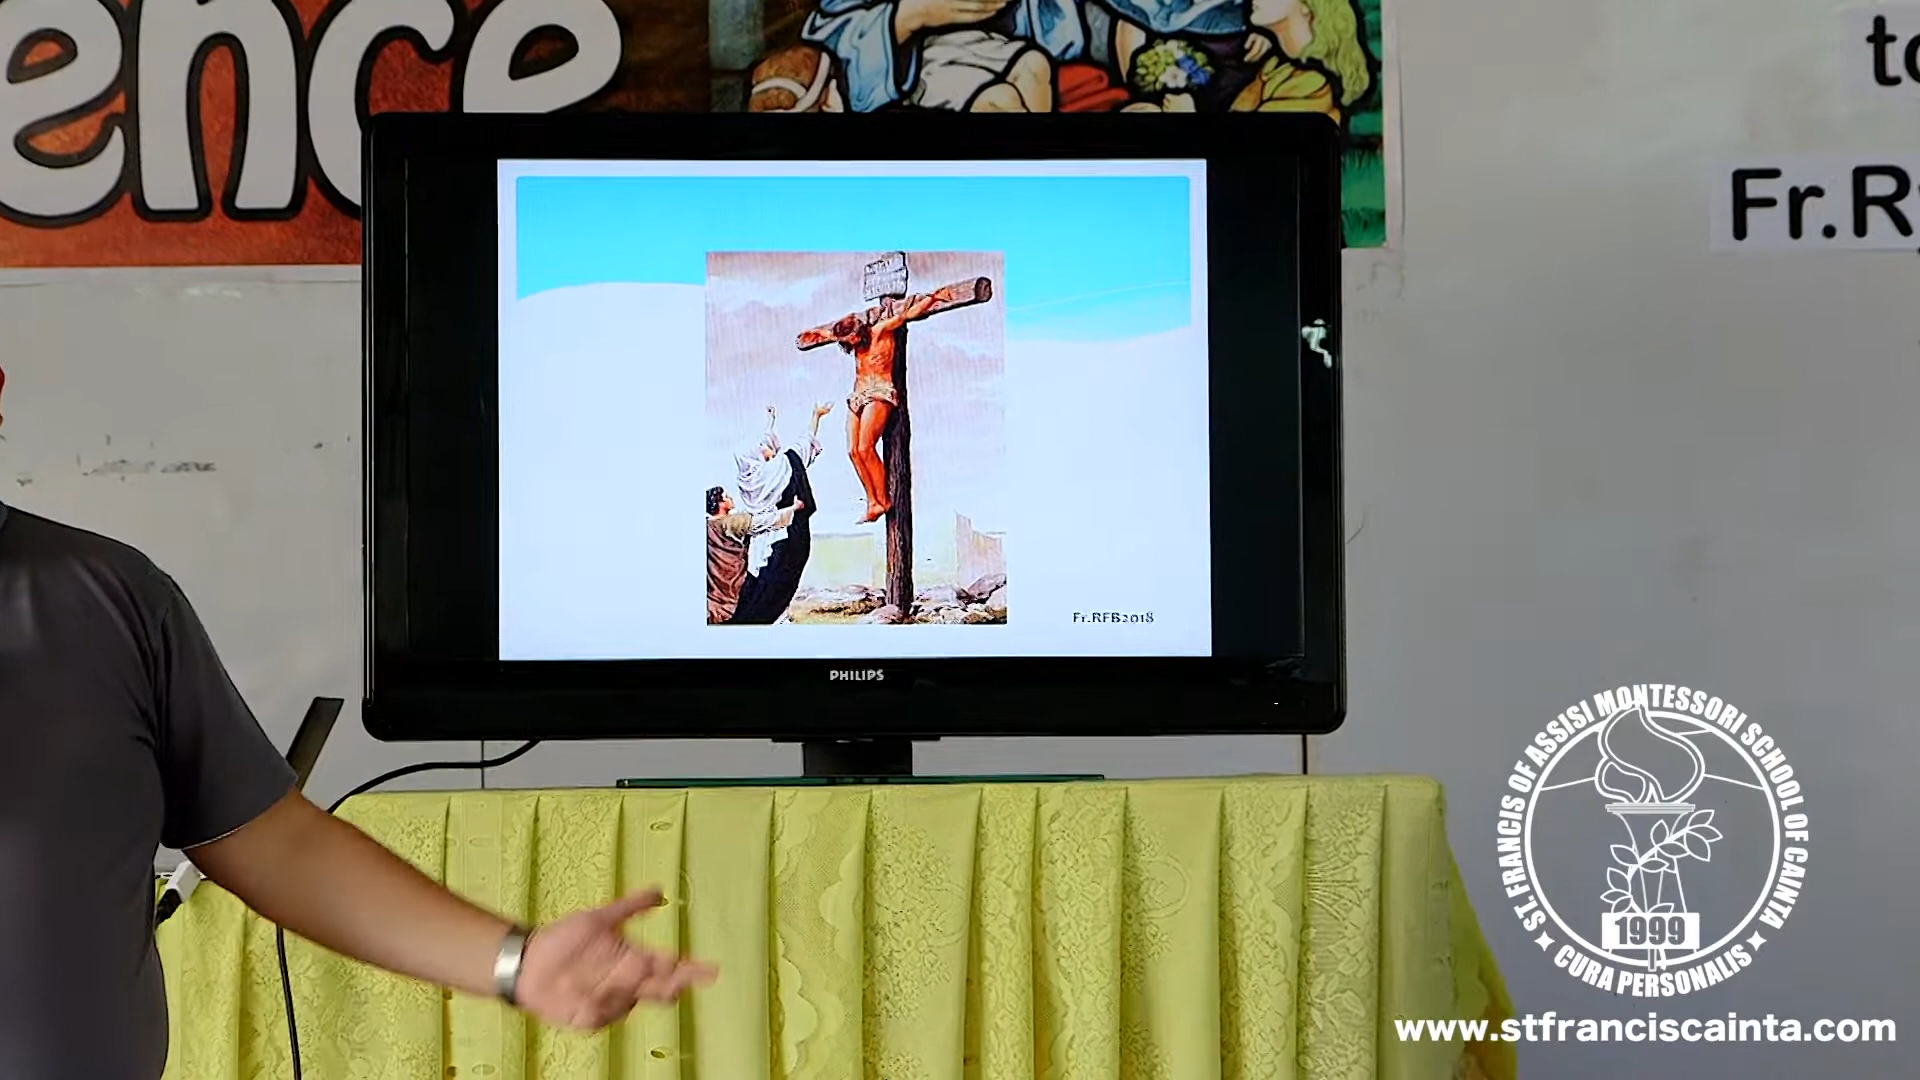 ence
to
Fr.R
Fr.RFB2018
PHILIPS
ST. FRANCIS OF ASSISI MONTESSORI SCHOOL OF CAINTA
1999
CURA PERSONALIS
www.stfranciscainta.com